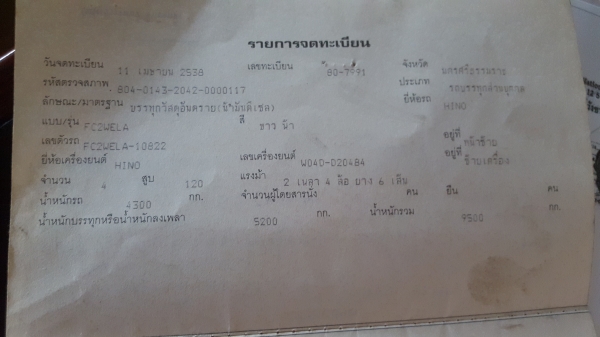 รายการจดทะเบียน
วันจดทะเบียน 11 เมษายน 2538 เลขทะเบียน 80-7971 จังหวัด นครศรีธรรมราช
รหัสตรวจสภาพ 804-0143-2042-0000117 ประเภท รถบรรทุกส่วนบุคคล
ลักษณะ/มาตรฐาน บรรทุกวัสดุอันตราย(น้ำมันดีเซล) ยี่ห้อรถ HINO
แบบ/รุ่น FC2WELA สี ขาว ฟ้า
เลขตัวรถ FC2WELA-10822 อยู่ที่ หน้าซ้าย
ยี่ห้อเครื่องยนต์ HINO เลขเครื่องยนต์ W04D-020484 อยู่ที่ ซ้ายเครื่อง
จำนวน 4 สูบ 120 แรงม้า 2 เพลา 4 ล้อ ยาง 6 เส้น
น้ำหนักรถ 4300 กก. จำนวนผู้โดยสารนั่ง คน ยืน คน
น้ำหนักบรรทุกหรือน้ำหนักลงเพลา 5200 กก. น้ำหนักรวม 9500 กก.